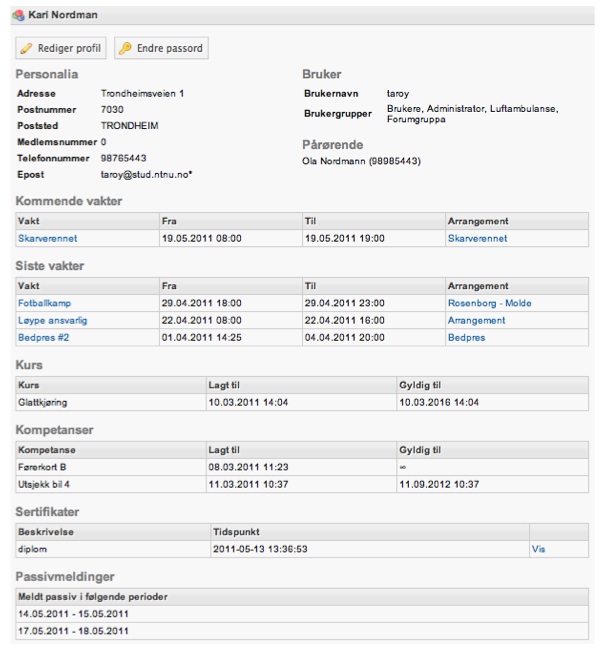 Kari Nordman
Rediger profil Endre passord
Personalia
Adresse Trondheimsveien 1
Postnummer 7030
Poststed TRONDHEIM
Medlemsnummer 0
Telefonnummer 98765443
Epost taroy@stud.ntnu.no*
Bruker
Brukernavn taroy
Brukergrupper Brukere, Administrator, Luftambulanse,
Forumgruppa
Pårørende
Ola Nordmann (98985443)
Kommende vakter
Vakt Fra Til Arrangement
Skarverennet 19.05.2011 08:00 19.05.2011 19:00 Skarverennet
Siste vakter
Vakt Fra Til Arrangement
Fotballkamp 29.04.2011 18:00 29.04.2011 23:00 Rosenborg - Molde
Løype ansvarlig 22.04.2011 08:00 22.04.2011 16:00 Arrangement
Bedpres #2 01.04.2011 14:25 04.04.2011 20:00 Bedpres
Kurs
Kurs Lagt til Gyldig til
Glattkjøring 10.03.2011 14:04 10.03.2016 14:04
Kompetanser
Kompetanse Lagt til Gyldig til
Førerkort B 08.03.2011 11:23 ∞
Utsjekk bil 4 11.03.2011 10:37 11.09.2012 10:37
Sertifikater
Beskrivelse Tidspunkt
diplom 2011-05-13 13:36:53 Vis
Passivmeldinger
Meldt passiv i følgende perioder
14.05.2011 - 15.05.2011
17.05.2011 - 18.05.2011